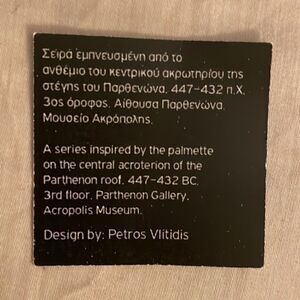 Σειρά εμπνευσμένη από το
ανθέμιο του κεντρικού ακρωτηρίου της
στέγης του Παρθενώνα, 447-432 π.Χ.
3ος όροφος, Αίθουσα Παρθενώνα,
Μουσείο Ακρόπολης.
A series inspired by the palmette
on the central acroterion of the
Parthenon roof, 447-432 BC.
3rd floor, Parthenon Gallery,
Acropolis Museum.
Design by: Petros Vlitidis